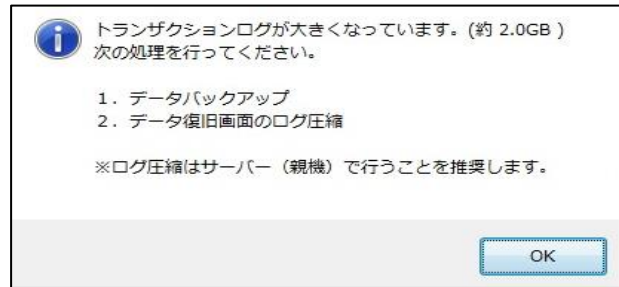 トランザクションログが大きくなっています。(約 2.0GB )
次の処理を行ってください。
1．データバックアップ
2．データ復旧画面のログ圧縮
※ログ圧縮はサーバー（親機）で行うことを推奨します。
OK